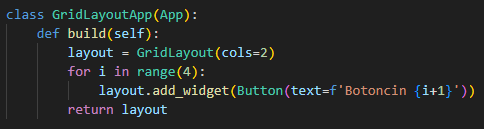 class GridLayoutApp(App):
    def build(self):
        layout = GridLayout(cols=2)
        for i in range(4):
            layout.add_widget(Button(text=f'Botoncin {i+1}'))
        return layout